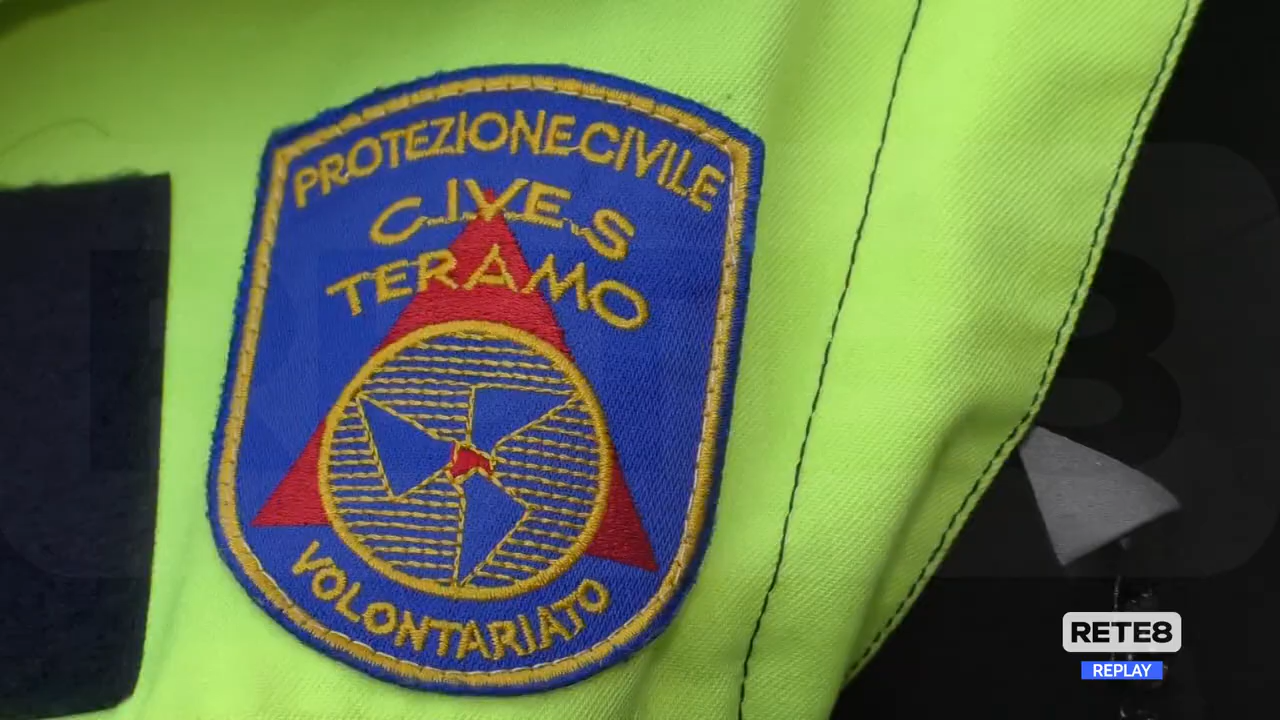 PROTEZIONE CIVILE
C.IVE.S
TERAMO
VOLONTARIATO
RETE8
REPLAY